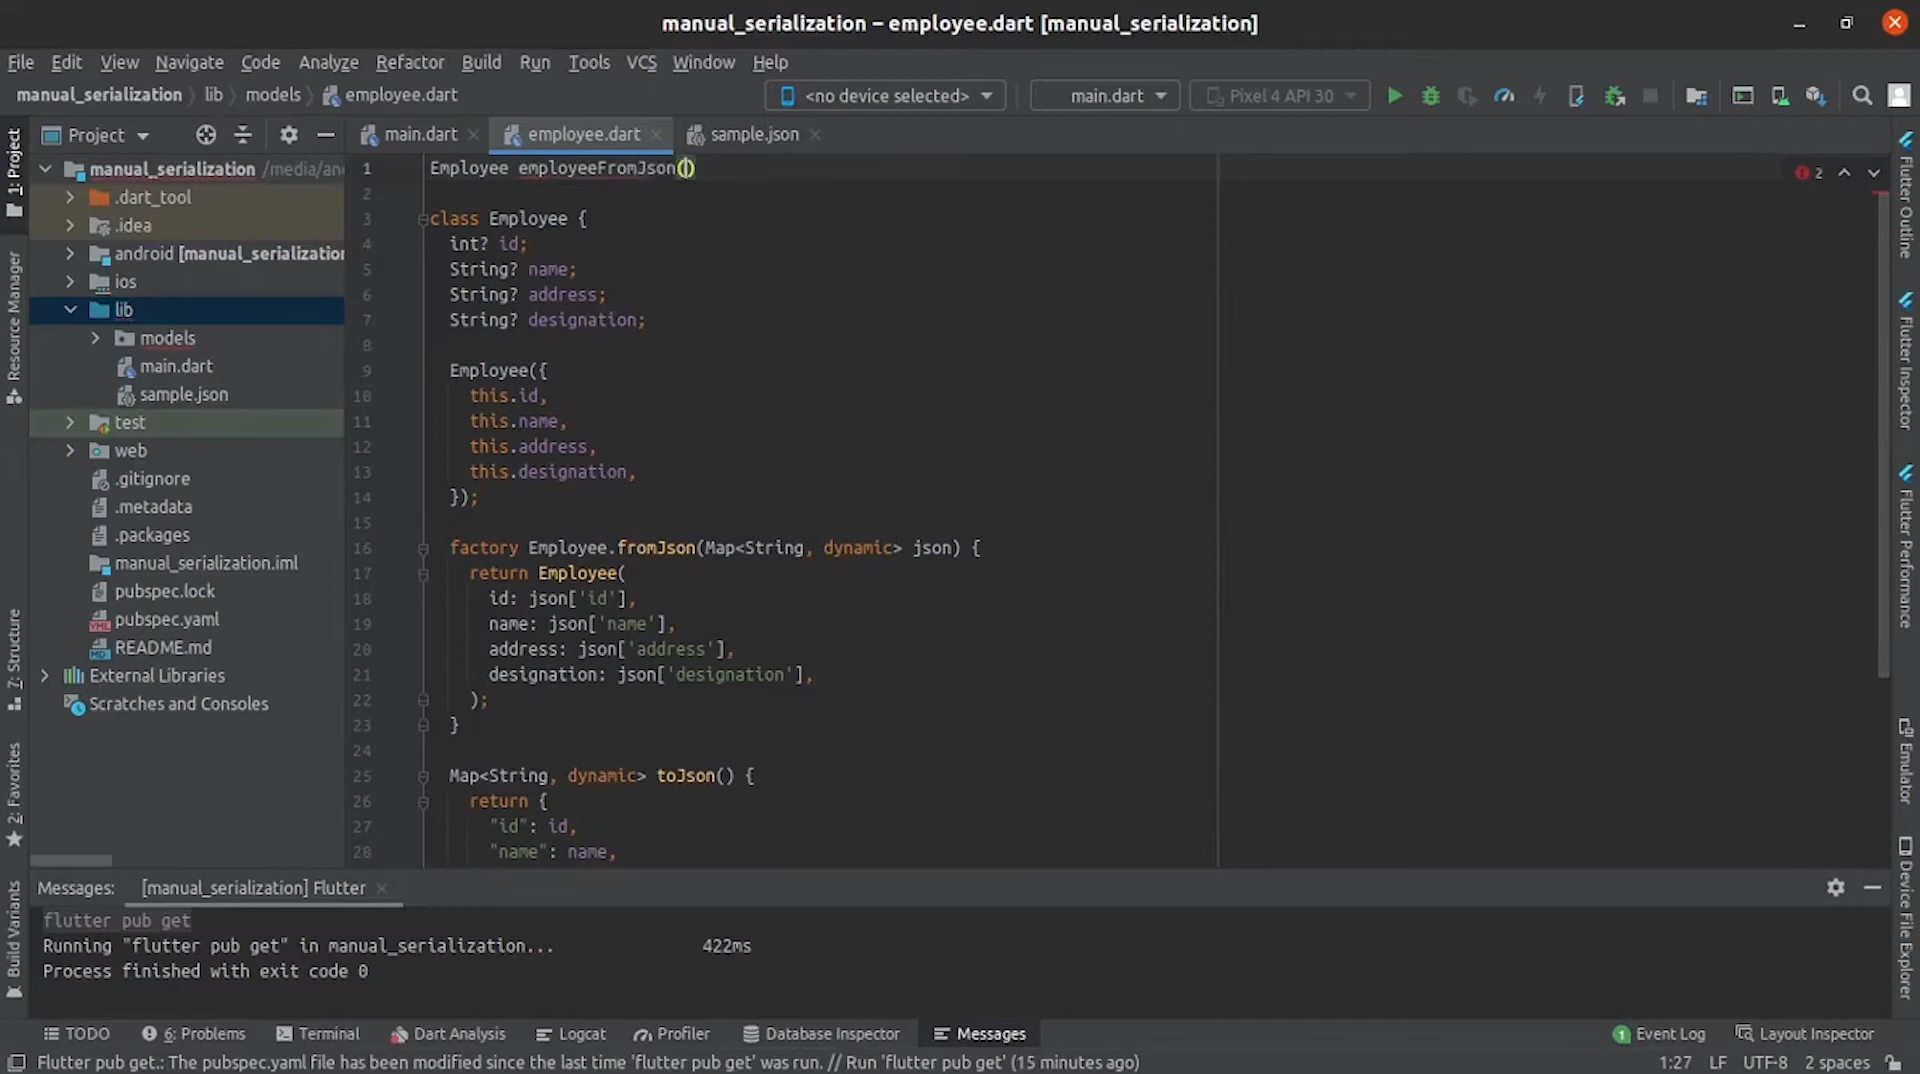 manual_serialization – employee.dart [manual_serialization]
File Edit View Navigate Code Analyze Refactor Build Run Tools VCS Window Help
manual_serialization lib models employee.dart <no device selected> main.dart Pixel 4 API 30
Project main.dart employee.dart sample.json
1: Project
Resource Manager
7: Structure
2: Favorites
Build Variants
manual_serialization
.dart_tool
.idea
android [manual_serialization
ios
lib
models
main.dart
sample.json
test
web
.gitignore
.metadata
.packages
manual_serialization.iml
pubspec.lock
pubspec.yaml
README.md
External Libraries
Scratches and Consoles
2
1 Employee employeeFromJson()
2
3 class Employee {
4 int? id;
5 String? name;
6 String? address;
7 String? designation;
8
9 Employee({
10 this.id,
11 this.name,
12 this.address,
13 this.designation,
14 });
15
16 factory Employee.fromJson(Map<String, dynamic> json) {
17 return Employee(
18 id: json['id'],
19 name: json['name'],
20 address: json['address'],
21 designation: json['designation'],
22 );
23 }
24
25 Map<String, dynamic> toJson() {
26 return {
27 "id": id,
28 "name": name,
Flutter Outline
Flutter Inspector
Flutter Performance
Emulator
Device File Explorer
Messages: [manual_serialization] Flutter
flutter pub get
Running "flutter pub get" in manual_serialization... 422ms
Process finished with exit code 0
TODO 6: Problems Terminal Dart Analysis Logcat Profiler Database Inspector Messages 1 Event Log Layout Inspector
Flutter pub get.: The pubspec.yaml file has been modified since the last time 'flutter pub get' was run. // Run 'flutter pub get' (15 minutes ago) 1:27 LF UTF-8 2 spaces